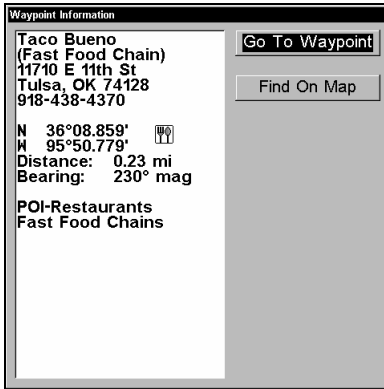 Waypoint Information
Taco Bueno
(Fast Food Chain)
11710 E 11th St
Tulsa, OK 74128
918-438-4370
N 36°08.859'
W 95°50.779'
Distance: 0.23 mi
Bearing: 230° mag
POI-Restaurants
Fast Food Chains
Go To Waypoint
Find On Map